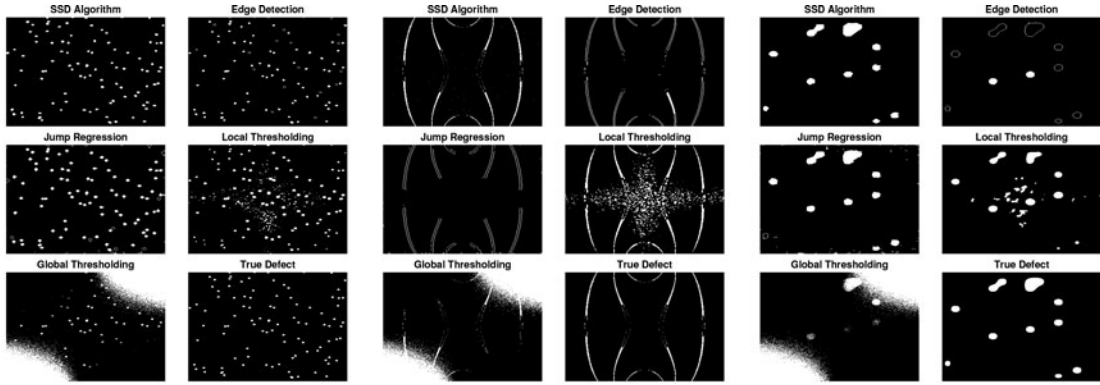 SSD Algorithm Edge Detection SSD Algorithm Edge Detection SSD Algorithm Edge Detection
Jump Regression Local Thresholding Jump Regression Local Thresholding Jump Regression Local Thresholding
Global Thresholding True Defect Global Thresholding True Defect Global Thresholding True Defect